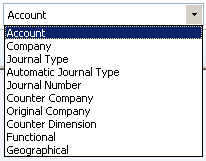 Account
Account
Company
Journal Type
Automatic Journal Type
Journal Number
Counter Company
Original Company
Counter Dimension
Functional
Geographical